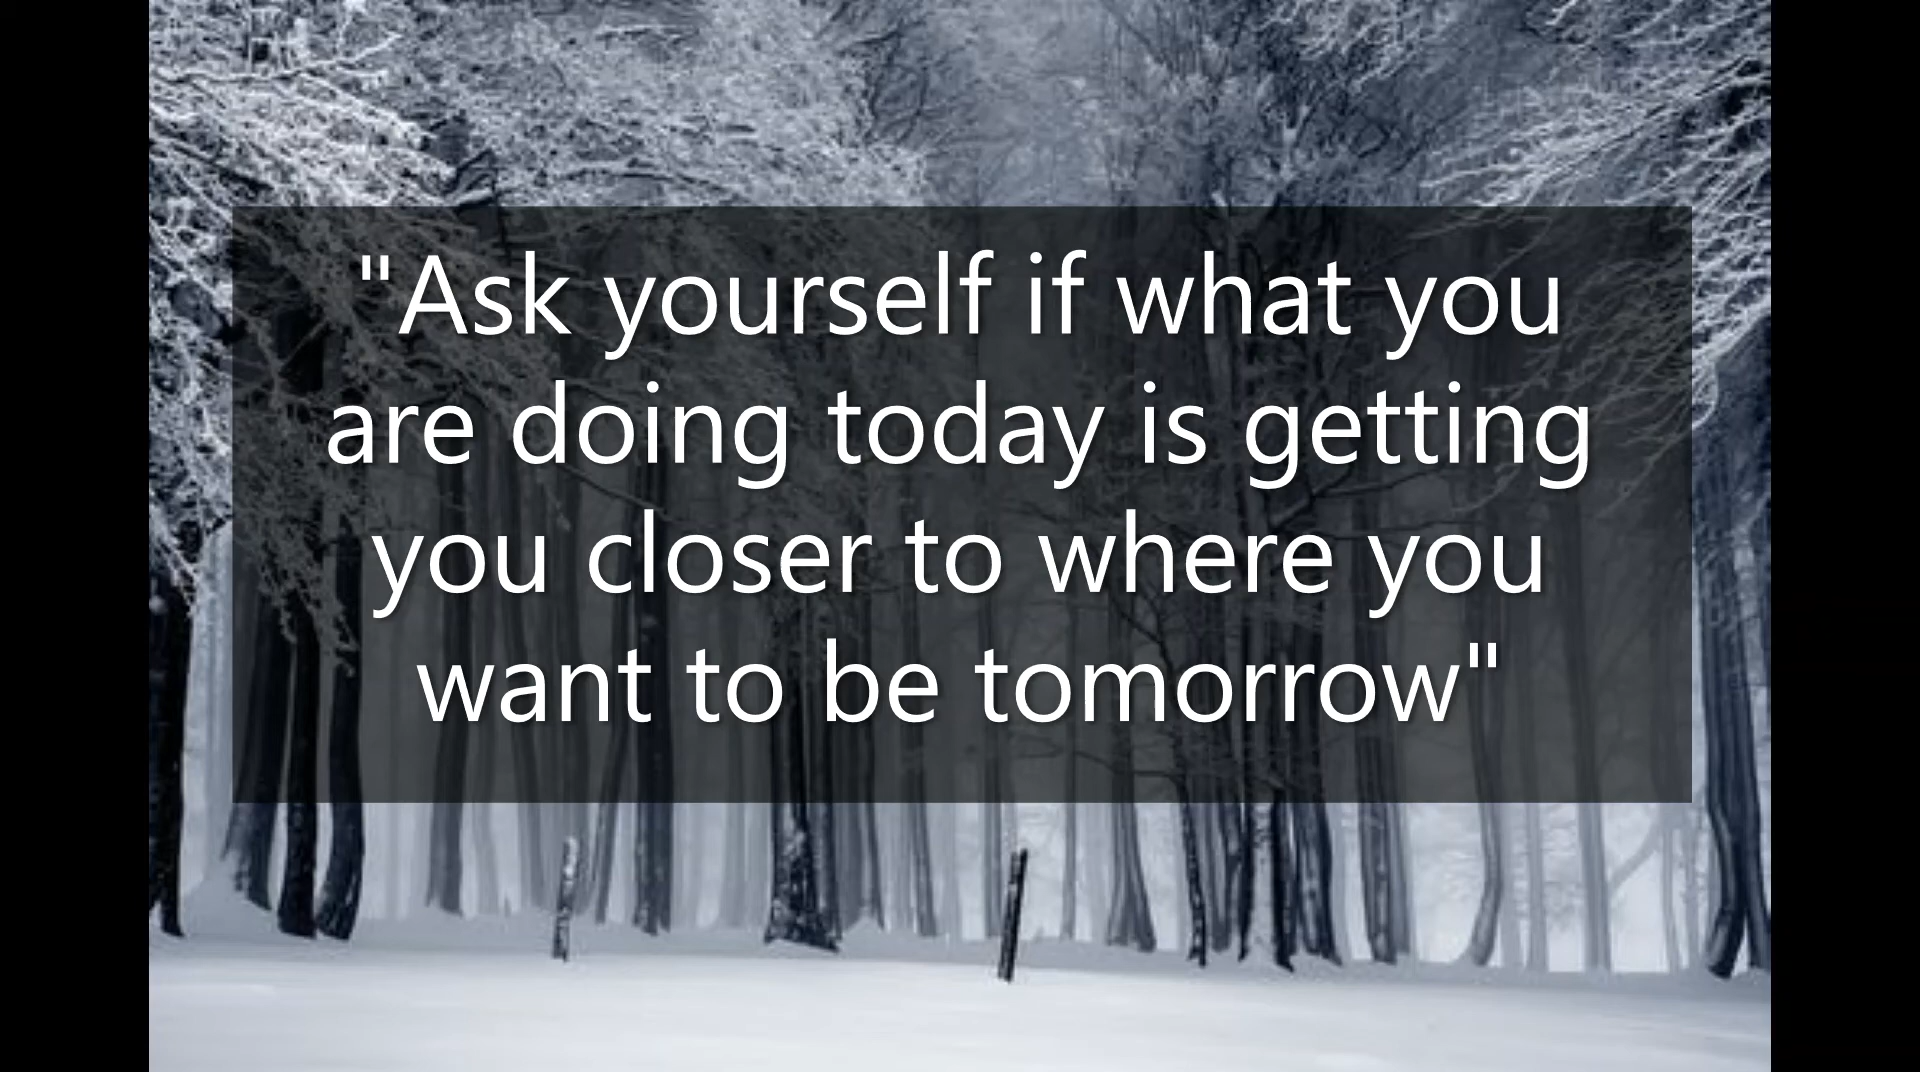 "Ask yourself if what you
are doing today is getting
you closer to where you
want to be tomorrow"